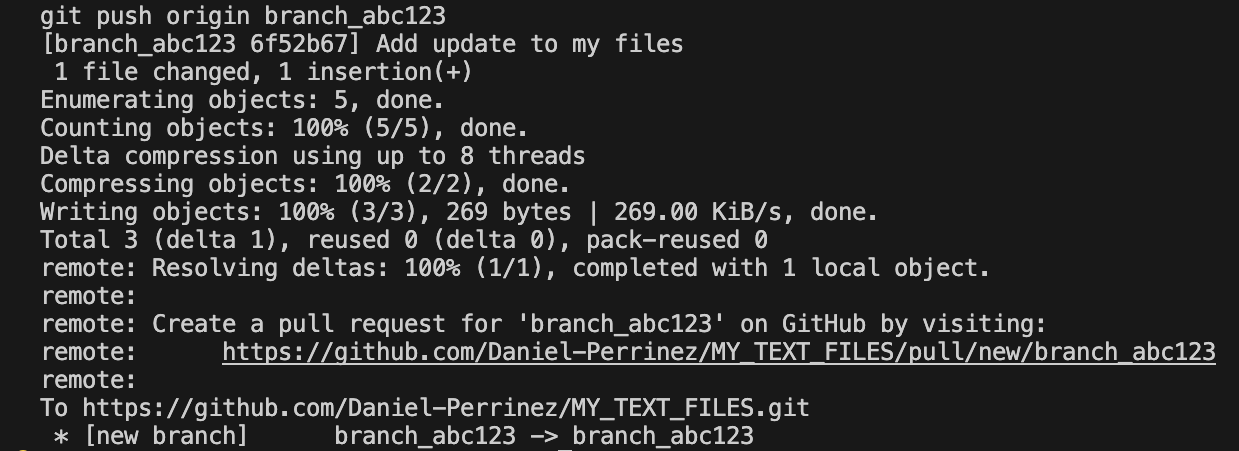 git push origin branch_abc123
[branch_abc123 6f52b67] Add update to my files
 1 file changed, 1 insertion(+)
Enumerating objects: 5, done.
Counting objects: 100% (5/5), done.
Delta compression using up to 8 threads
Compressing objects: 100% (2/2), done.
Writing objects: 100% (3/3), 269 bytes | 269.00 KiB/s, done.
Total 3 (delta 1), reused 0 (delta 0), pack-reused 0
remote: Resolving deltas: 100% (1/1), completed with 1 local object.
remote:
remote: Create a pull request for 'branch_abc123' on GitHub by visiting:
remote:      https://github.com/Daniel-Perrinez/MY_TEXT_FILES/pull/new/branch_abc123
remote:
To https://github.com/Daniel-Perrinez/MY_TEXT_FILES.git
 * [new branch]      branch_abc123 -> branch_abc123